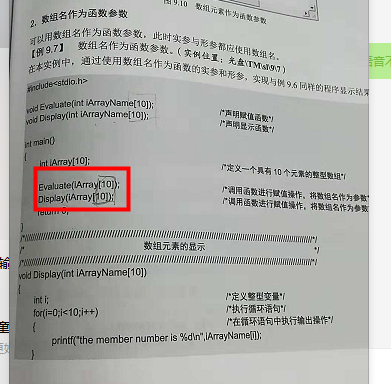 图 9.10 数组元素作为函数参数
2．数组名作为函数参数
可以用数组名作为函数参数，此时实参与形参都应使用数组名。
【例 9.7】 数组名作为函数参数。（实例位置：光盘\TM\sl\9\7）
在本实例中，通过使用数组名作为函数的实参和形参，实现与例 9.6 同样的程序显示结果
#include<stdio.h>
void Evaluate(int iArrayName[10]); /*声明赋值函数*/
void Display(int iArrayName[10]); /*声明显示函数*/
int main()
{
int iArray[10]; /*定义一个具有 10 个元素的整型数组*/
Evaluate(iArray[10]); /*调用函数进行赋值操作，将数组名作为参数
Display(iArray[10]); /*调用函数进行赋值操作，将数组名作为参数
return 0;
}
数组元素的显示
void Display(int iArrayName[10])
{
int i; /*定义整型变量*/
for(i=0;i<10;i++) /*执行循环语句*/
{ /*在循环语句中执行输出操作*/
printf("the member number is %d\n",iArrayName[i]);
}
音不
输
童